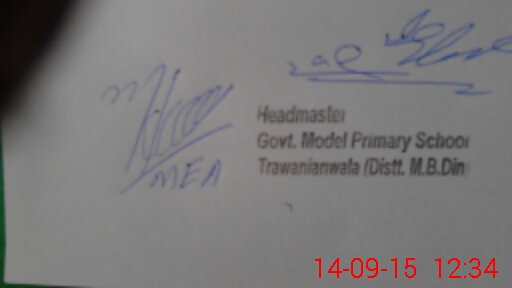 Headmaster
Govt. Model Primary School
Trawanianwala (Distt. M.B.Din
MEA
14-09-15 12:34